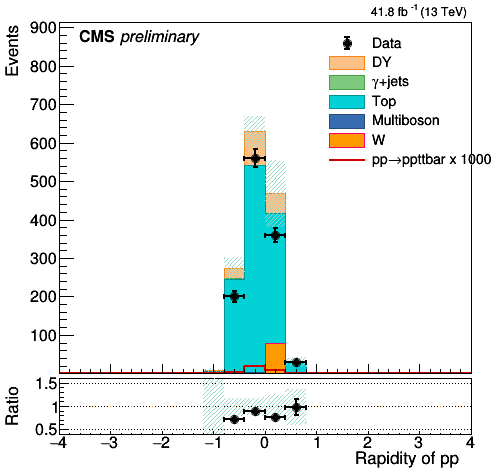 41.8 fb⁻¹ (13 TeV)
CMS preliminary
Events
900
800
700
600
500
400
300
200
100
Data
DY
γ+jets
Top
Multiboson
W
pp→ppttbar x 1000
Ratio
1.5
1
0.5
−4 −3 −2 −1 0 1 2 3 4
Rapidity of pp